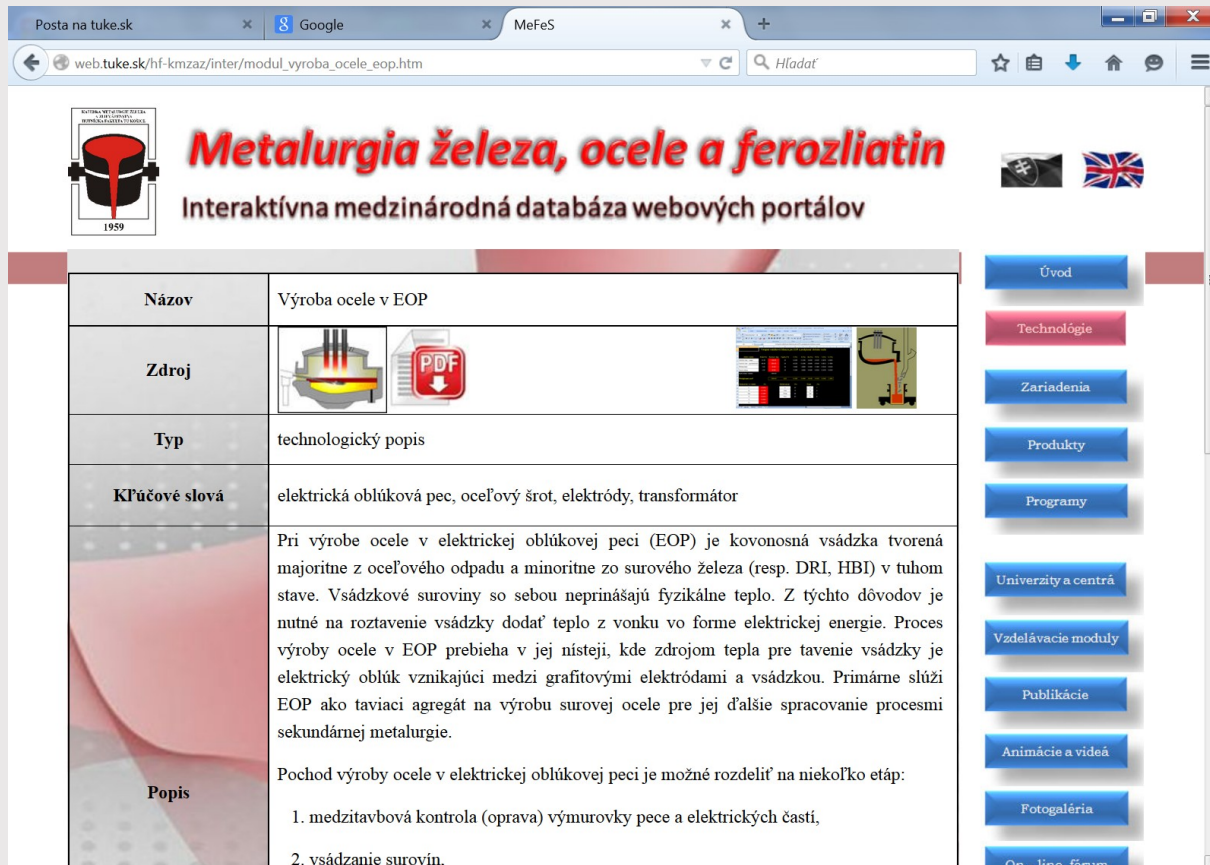 Posta na tuke.sk
Google
MeFeS
web.tuke.sk/hf-kmzaz/inter/modul_vyroba_ocele_eop.htm
Hľadať
1959
Metalurgia železa, ocele a ferozliatin
Interaktívna medzinárodná databáza webových portálov
Názov
Výroba ocele v EOP
Zdroj
PDF
Typ
technologický popis
Kľúčové slová
elektrická oblúková pec, oceľový šrot, elektródy, transformátor
Popis
Pri výrobe ocele v elektrickej oblúkovej peci (EOP) je kovonosná vsádzka tvorená
majoritne z oceľového odpadu a minoritne zo surového železa (resp. DRI, HBI) v tuhom
stave. Vsádzkové suroviny so sebou neprinášajú fyzikálne teplo. Z týchto dôvodov je
nutné na roztavenie vsádzky dodať teplo z vonku vo forme elektrickej energie. Proces
výroby ocele v EOP prebieha v jej nísteji, kde zdrojom tepla pre tavenie vsádzky je
elektrický oblúk vznikajúci medzi grafitovými elektródami a vsádzkou. Primárne slúži
EOP ako taviaci agregát na výrobu surovej ocele pre jej ďalšie spracovanie procesmi
sekundárnej metalurgie.
Pochod výroby ocele v elektrickej oblúkovej peci je možné rozdeliť na niekoľko etáp:
1. medzitavbová kontrola (oprava) výmurovky pece a elektrických častí,
2. vsádzanie surovín,
Úvod
Technológie
Zariadenia
Produkty
Programy
Univerzity a centrá
Vzdelávacie moduly
Publikácie
Animácie a videá
Fotogaléria
On - line fórum